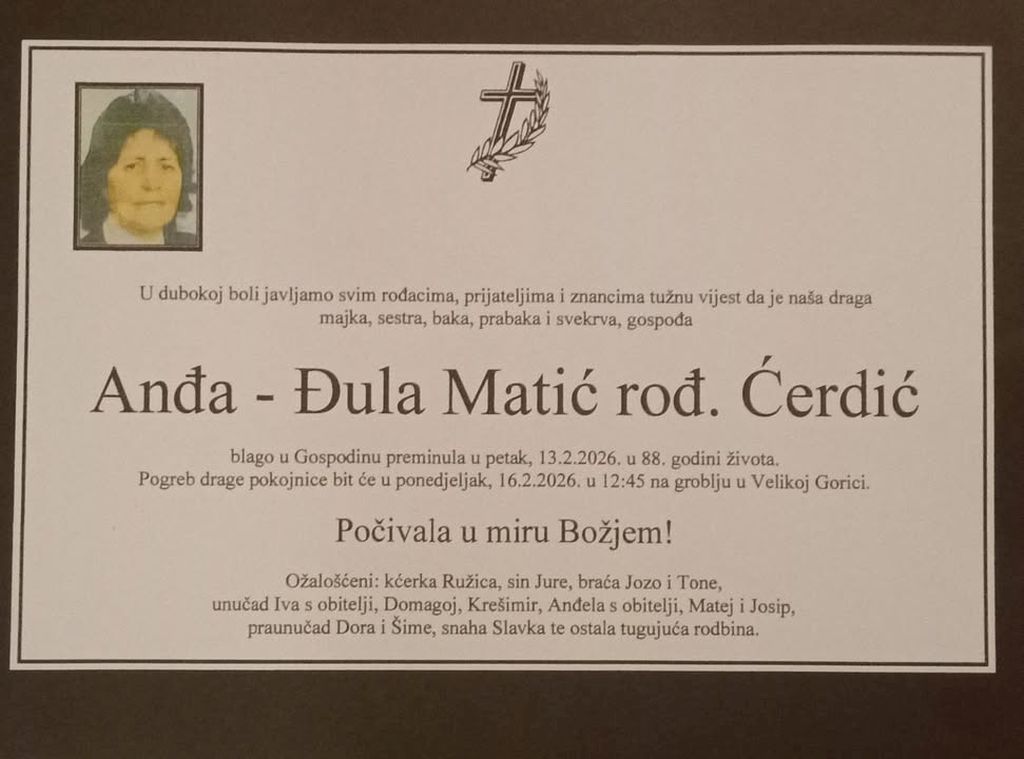 U dubokoj boli javljamo svim rođacima, prijateljima i znancima tužnu vijest da je naša draga
majka, sestra, baka, prabaka i svekrva, gospođa
Anđa - Đula Matić rođ. Ćerdić
blago u Gospodinu preminula u petak, 13.2.2026. u 88. godini života.
Pogreb drage pokojnice bit će u ponedjeljak, 16.2.2026. u 12:45 na groblju u Velikoj Gorici.
Počivala u miru Božjem!
Ožalošćeni: kćerka Ružica, sin Jure, braća Jozo i Tone,
unučad Iva s obitelji, Domagoj, Krešimir, Anđela s obitelji, Matej i Josip,
praunučad Dora i Šime, snaha Slavka te ostala tugujuća rodbina.